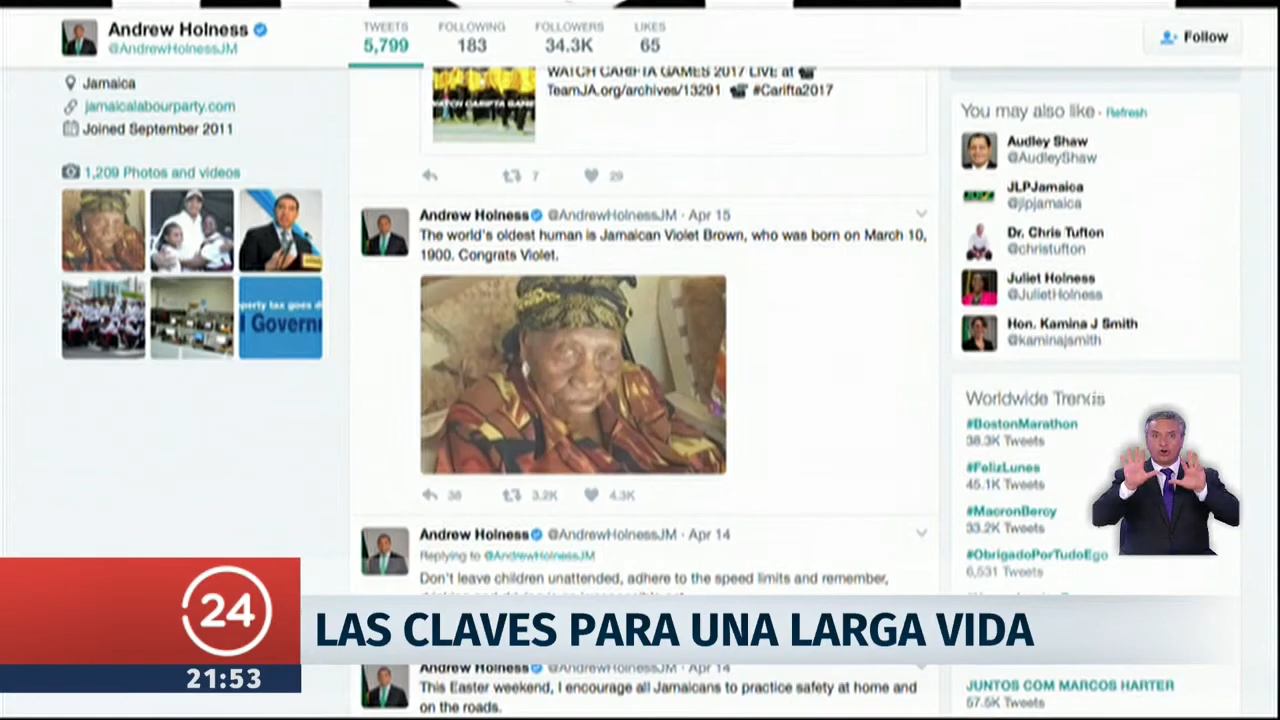 Andrew Holness
@AndrewHolnessJM
TWEETS
5,799
FOLLOWING
183
FOLLOWERS
34.3K
LIKES
65
Follow
Jamaica
jamaicalabourparty.com
Joined September 2011
1,209 Photos and videos
perty tax goes d
Govern
WATCH CARIFTA GAMES 2017 LIVE at
TeamJA.org/archives/13291 #Carifta2017
WATCH CARIFTA GAME
7
29
Andrew Holness @AndrewHolnessJM · Apr 15
The world's oldest human is Jamaican Violet Brown, who was born on March 10,
1900. Congrats Violet.
36
3.2K
4.3K
Andrew Holness @AndrewHolnessJM · Apr 14
Replying to @AndrewHolnessJM
Don't leave children unattended, adhere to the speed limits and remember,
Andrew Holness @AndrewHolnessJM · Apr 14
This Easter weekend, I encourage all Jamaicans to practice safety at home and
on the roads.
You may also like · Refresh
Audley Shaw
@AudleyShaw
JLPJamaica
@jlpjamaica
Dr. Chris Tufton
@christufton
Juliet Holness
@JulietHolness
Hon. Kamina J Smith
@kaminajsmith
Worldwide Trends
#BostonMarathon
38.3K Tweets
#FelizLunes
45.1K Tweets
#MacronBercy
33.2K Tweets
#ObrigadoPorTudoEgo
6,531 Tweets
JUNTOS COM MARCOS HARTER
57.5K Tweets
24
21:53
LAS CLAVES PARA UNA LARGA VIDA